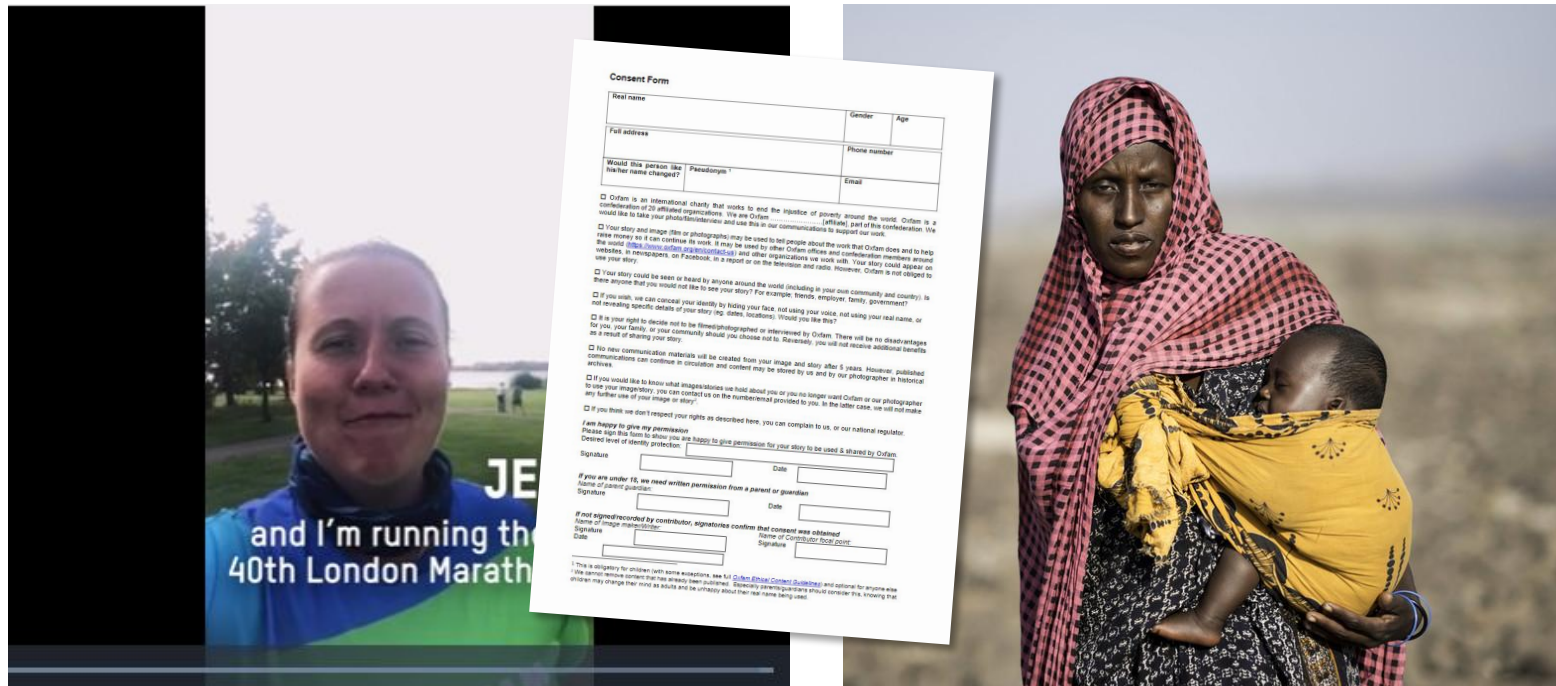 JE
and I'm running the
40th London Marath
Consent Form
Real name
Gender
Age
Full address
Phone number
Would this person like
his/her name changed?
Pseudonym ¹
Email
☐ Oxfam is an international charity that works to end the injustice of poverty around the world. Oxfam is a
confederation of 20 affiliated organizations. We are Oxfam ........................(affiliate), part of this confederation. We
would like to take your photo/film/interview and use this in our communications to support our work.
☐ Your story and image (film or photographs) may be used to tell people about the work that Oxfam does and to help
raise money so it can continue its work. It may be used by other Oxfam offices and confederation members around
the world (https://www.oxfam.org/en/contact-us) and other organizations we work with. Your story could appear on
websites, in newspapers, on Facebook, in a report or on the television and radio. However, Oxfam is not obliged to
use your story.
☐ Your story could be seen or heard by anyone around the world (including in your own community and country). Is
there anyone that you would not like to see your story? For example; friends, employer, family, government?
☐ If you wish, we can conceal your identity by hiding your face, not using your voice, not using your real name, or
not revealing specific details of your story (eg. dates, locations). Would you like this?
☐ It is your right to decide not to be filmed/photographed or interviewed by Oxfam. There will be no disadvantages
for you, your family, or your community should you choose not to. Reversely, you will not receive additional benefits
as a result of sharing your story.
☐ No new communication materials will be created from your image and story after 5 years. However, published
communications can continue in circulation and content may be stored by us and by our photographer in historical
archives.
☐ If you would like to know what images/stories we hold about you or you no longer want Oxfam or our photographer
to use your image/story, you can contact us on the number/email provided to you. In the latter case, we will not make
any further use of your image or story².
☐ If you think we don't respect your rights as described here, you can complain to us, or our national regulator.
I am happy to give my permission
Please sign this form to show you are happy to give permission for your story to be used & shared by Oxfam.
Desired level of identity protection:
Signature
Date
If you are under 18, we need written permission from a parent or guardian
Name of parent guardian:
Signature
Date
If not signed/recorded by contributor, signatories confirm that consent was obtained
Name of Image maker/Writer:
Name of Contributor focal point:
Signature
Signature
Date
¹ This is obligatory for children (with some exceptions, see full Oxfam Ethical Content Guidelines) and optional for anyone else
² We cannot remove content that has already been published. Especially parents/guardians should consider this, knowing that
children may change their mind as adults and be unhappy about their real name being used.